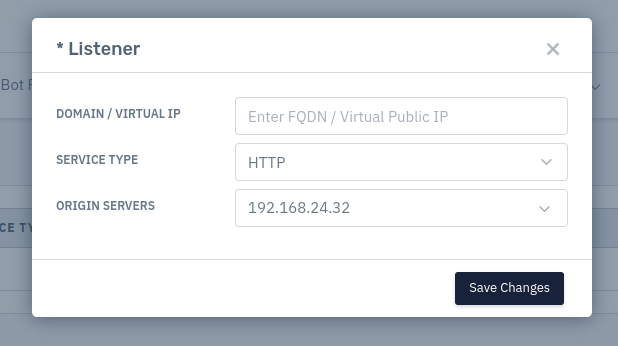 * Listener
Bot
DOMAIN / VIRTUAL IP
Enter FQDN / Virtual Public IP
SERVICE TYPE
HTTP
ORIGIN SERVERS
192.168.24.32
CE TY
Save Changes